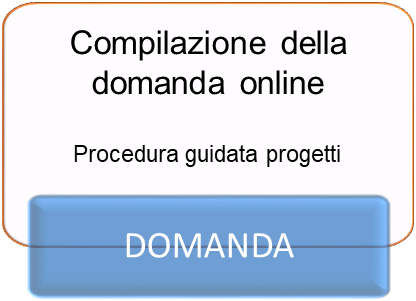 Compilazione della
domanda online
Procedura guidata progetti
DOMANDA